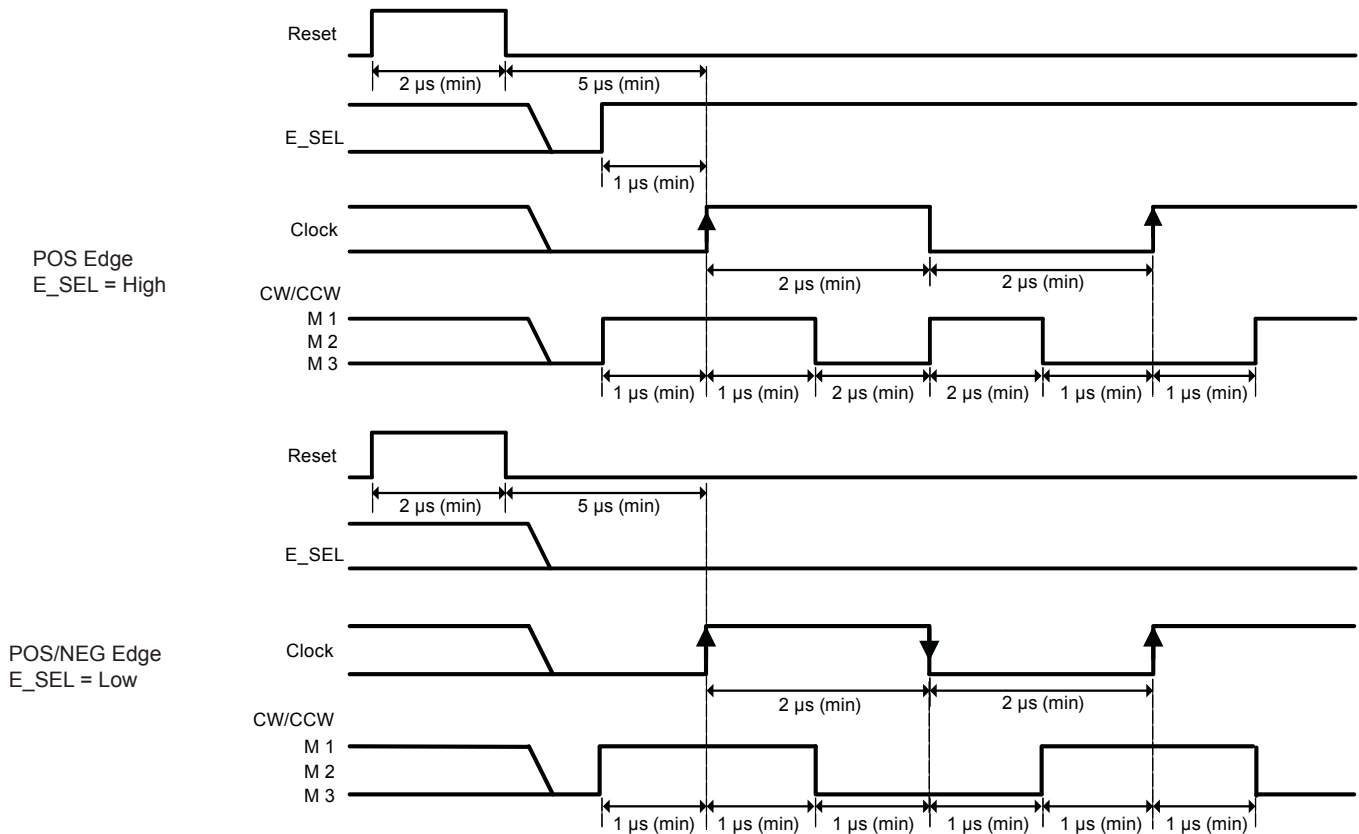 Reset
2 µs (min) 5 µs (min)
E_SEL
1 µs (min)
Clock
POS Edge
E_SEL = High
2 µs (min) 2 µs (min)
CW/CCW
M 1
M 2
M 3
1 µs (min) 1 µs (min) 2 µs (min) 2 µs (min) 1 µs (min) 1 µs (min)
Reset
2 µs (min) 5 µs (min)
E_SEL
Clock
POS/NEG Edge
E_SEL = Low
2 µs (min) 2 µs (min)
CW/CCW
M 1
M 2
M 3
1 µs (min) 1 µs (min) 1 µs (min) 1 µs (min) 1 µs (min) 1 µs (min)